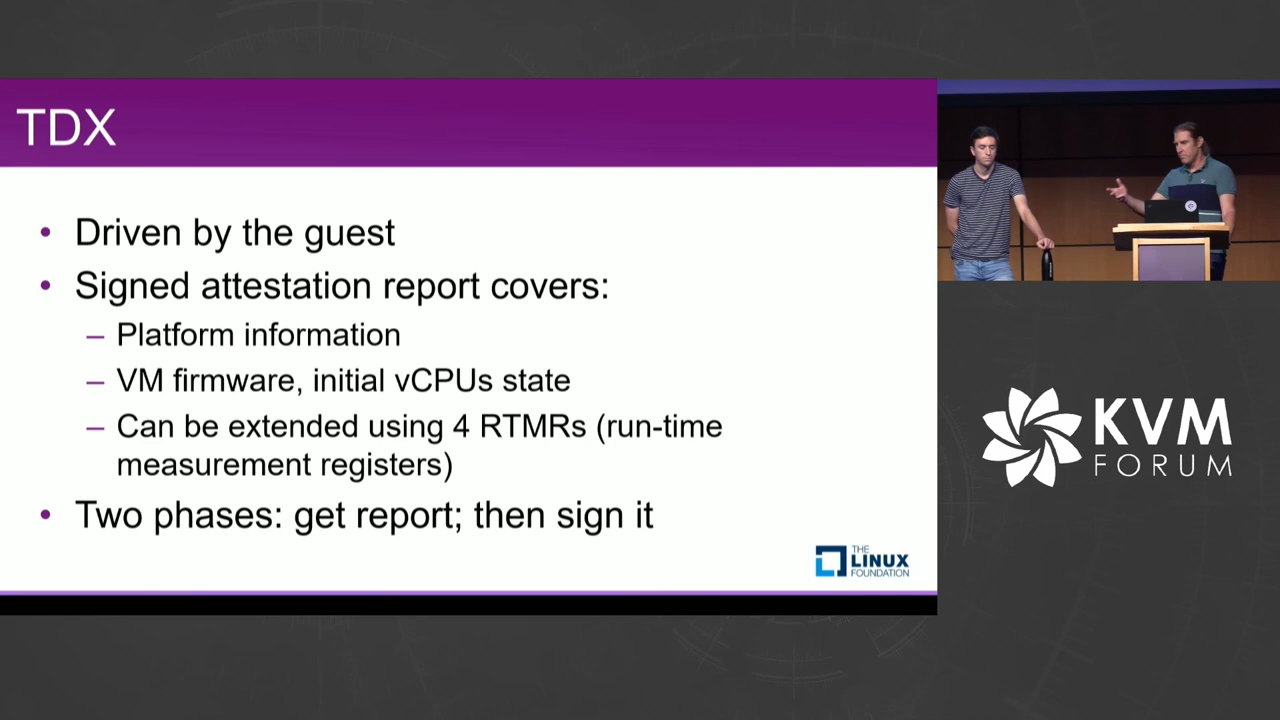 TDX
• Driven by the guest
• Signed attestation report covers:
– Platform information
– VM firmware, initial vCPUs state
– Can be extended using 4 RTMRs (run-time
measurement registers)
• Two phases: get report; then sign it
THE
LINUX
FOUNDATION
KVM
FORUM